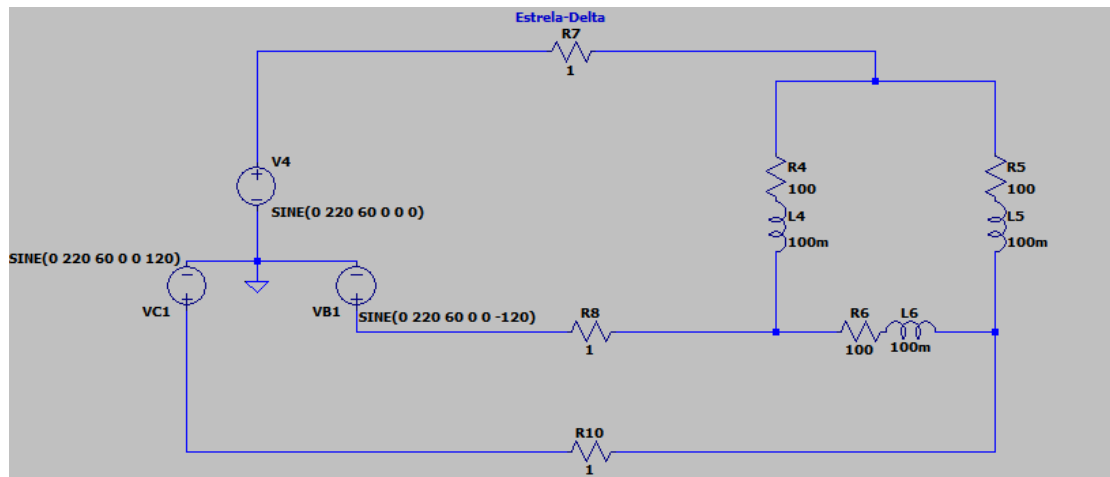 Estrela-Delta
R7
1
V4
SINE(0 220 60 0 0 0)
R4
100
L4
100m
R5
100
L5
100m
SINE(0 220 60 0 0 120)
VC1
VB1
SINE(0 220 60 0 0 -120)
R8
1
R6
100
L6
100m
R10
1